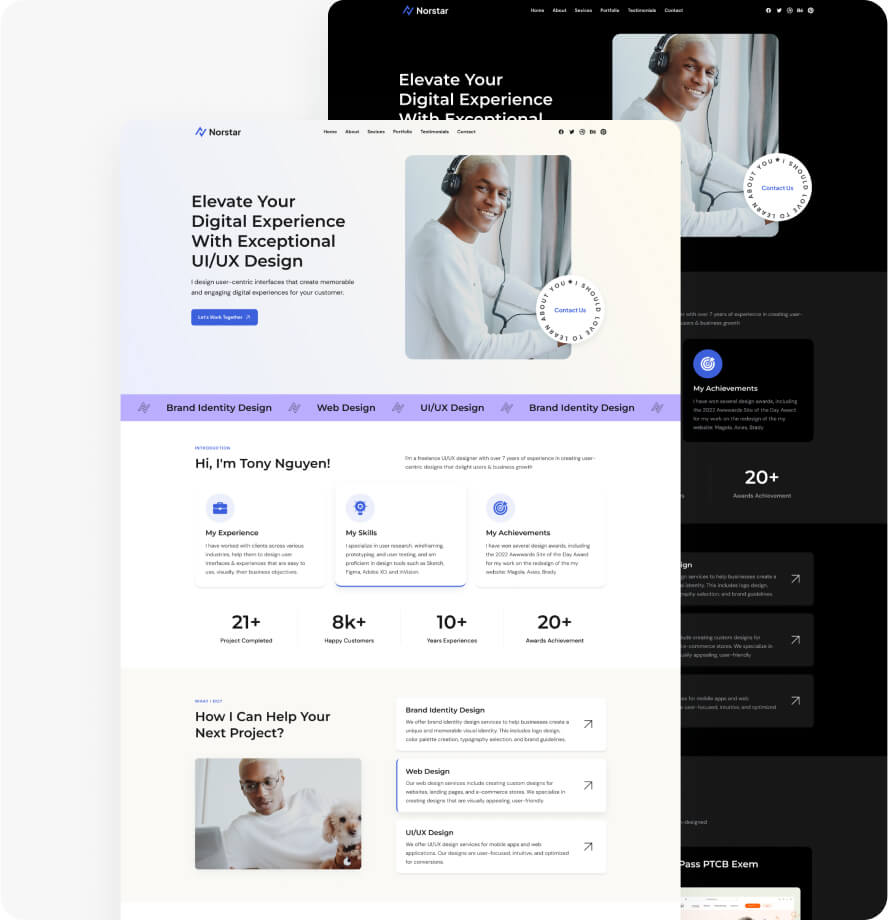 Norstar
Home About Sevices Portfolio Testimonials Contact
Elevate Your
Digital Experience
With Exceptional
ABOUT YOU ★ I SHOULD LOVE TO LEARN
Contact Us
Norstar
Home About Sevices Portfolio Testimonials Contact
Elevate Your
Digital Experience
With Exceptional
UI/UX Design
I design user-centric interfaces that create memorable
and engaging digital experiences for your customer.
Let's Work Together
ABOUT YOU ★ I SHOULD LOVE TO LEARN
Contact Us
Brand Identity Design Web Design UI/UX Design Brand Identity Design
INTRODUCTION
Hi, I'm Tony Nguyen!
I'm a freelance UI/UX designer with over 7 years of experience in creating user-
centric designs that delight users & business growth
My Experience
I have worked with clients across various
industries, help them to design user
interfaces & experiences that are easy to
use, visually, their business objectives.
My Skills
I specialize in user research, wireframing,
prototyping, and user testing, and am
proficient in design tools such as Sketch,
Figma, Adobe XD, and InVision.
My Achievements
I have won several design awards, including
the 2022 Awwwards Site of the Day Award
for my work on the redesign of the my
website: Magola, Avies, Brady
21+
Project Completed
8k+
Happy Customers
10+
Years Experiences
20+
Awards Achievement
WHAT I DO?
How I Can Help Your
Next Project?
Brand Identity Design
We offer brand identity design services to help businesses create a
unique and memorable visual identity. This includes logo design,
color palette creation, typography selection, and brand guidelines.
Web Design
Our web design services include creating custom designs for
websites, landing pages, and e-commerce stores. We specialize in
creating designs that are visually appealing, user-friendly
UI/UX Design
We offer UI/UX design services for mobile apps and web
applications. Our designs are user-focused, intuitive, and optimized
for conversions.
with over 7 years of experience in creating user-
users & business growth
My Achievements
I have won several design awards, including
the 2022 Awwwards Site of the Day Award
for my work on the redesign of the my
website: Magola, Avies, Brady
20+
Awards Achievement
services to help businesses create a
identity. This includes logo design,
selection, and brand guidelines.
include creating custom designs for
e-commerce stores. We specialize in
visually appealing, user-friendly
for mobile apps and web
user-focused, intuitive, and optimized
Pass PTCB Exem